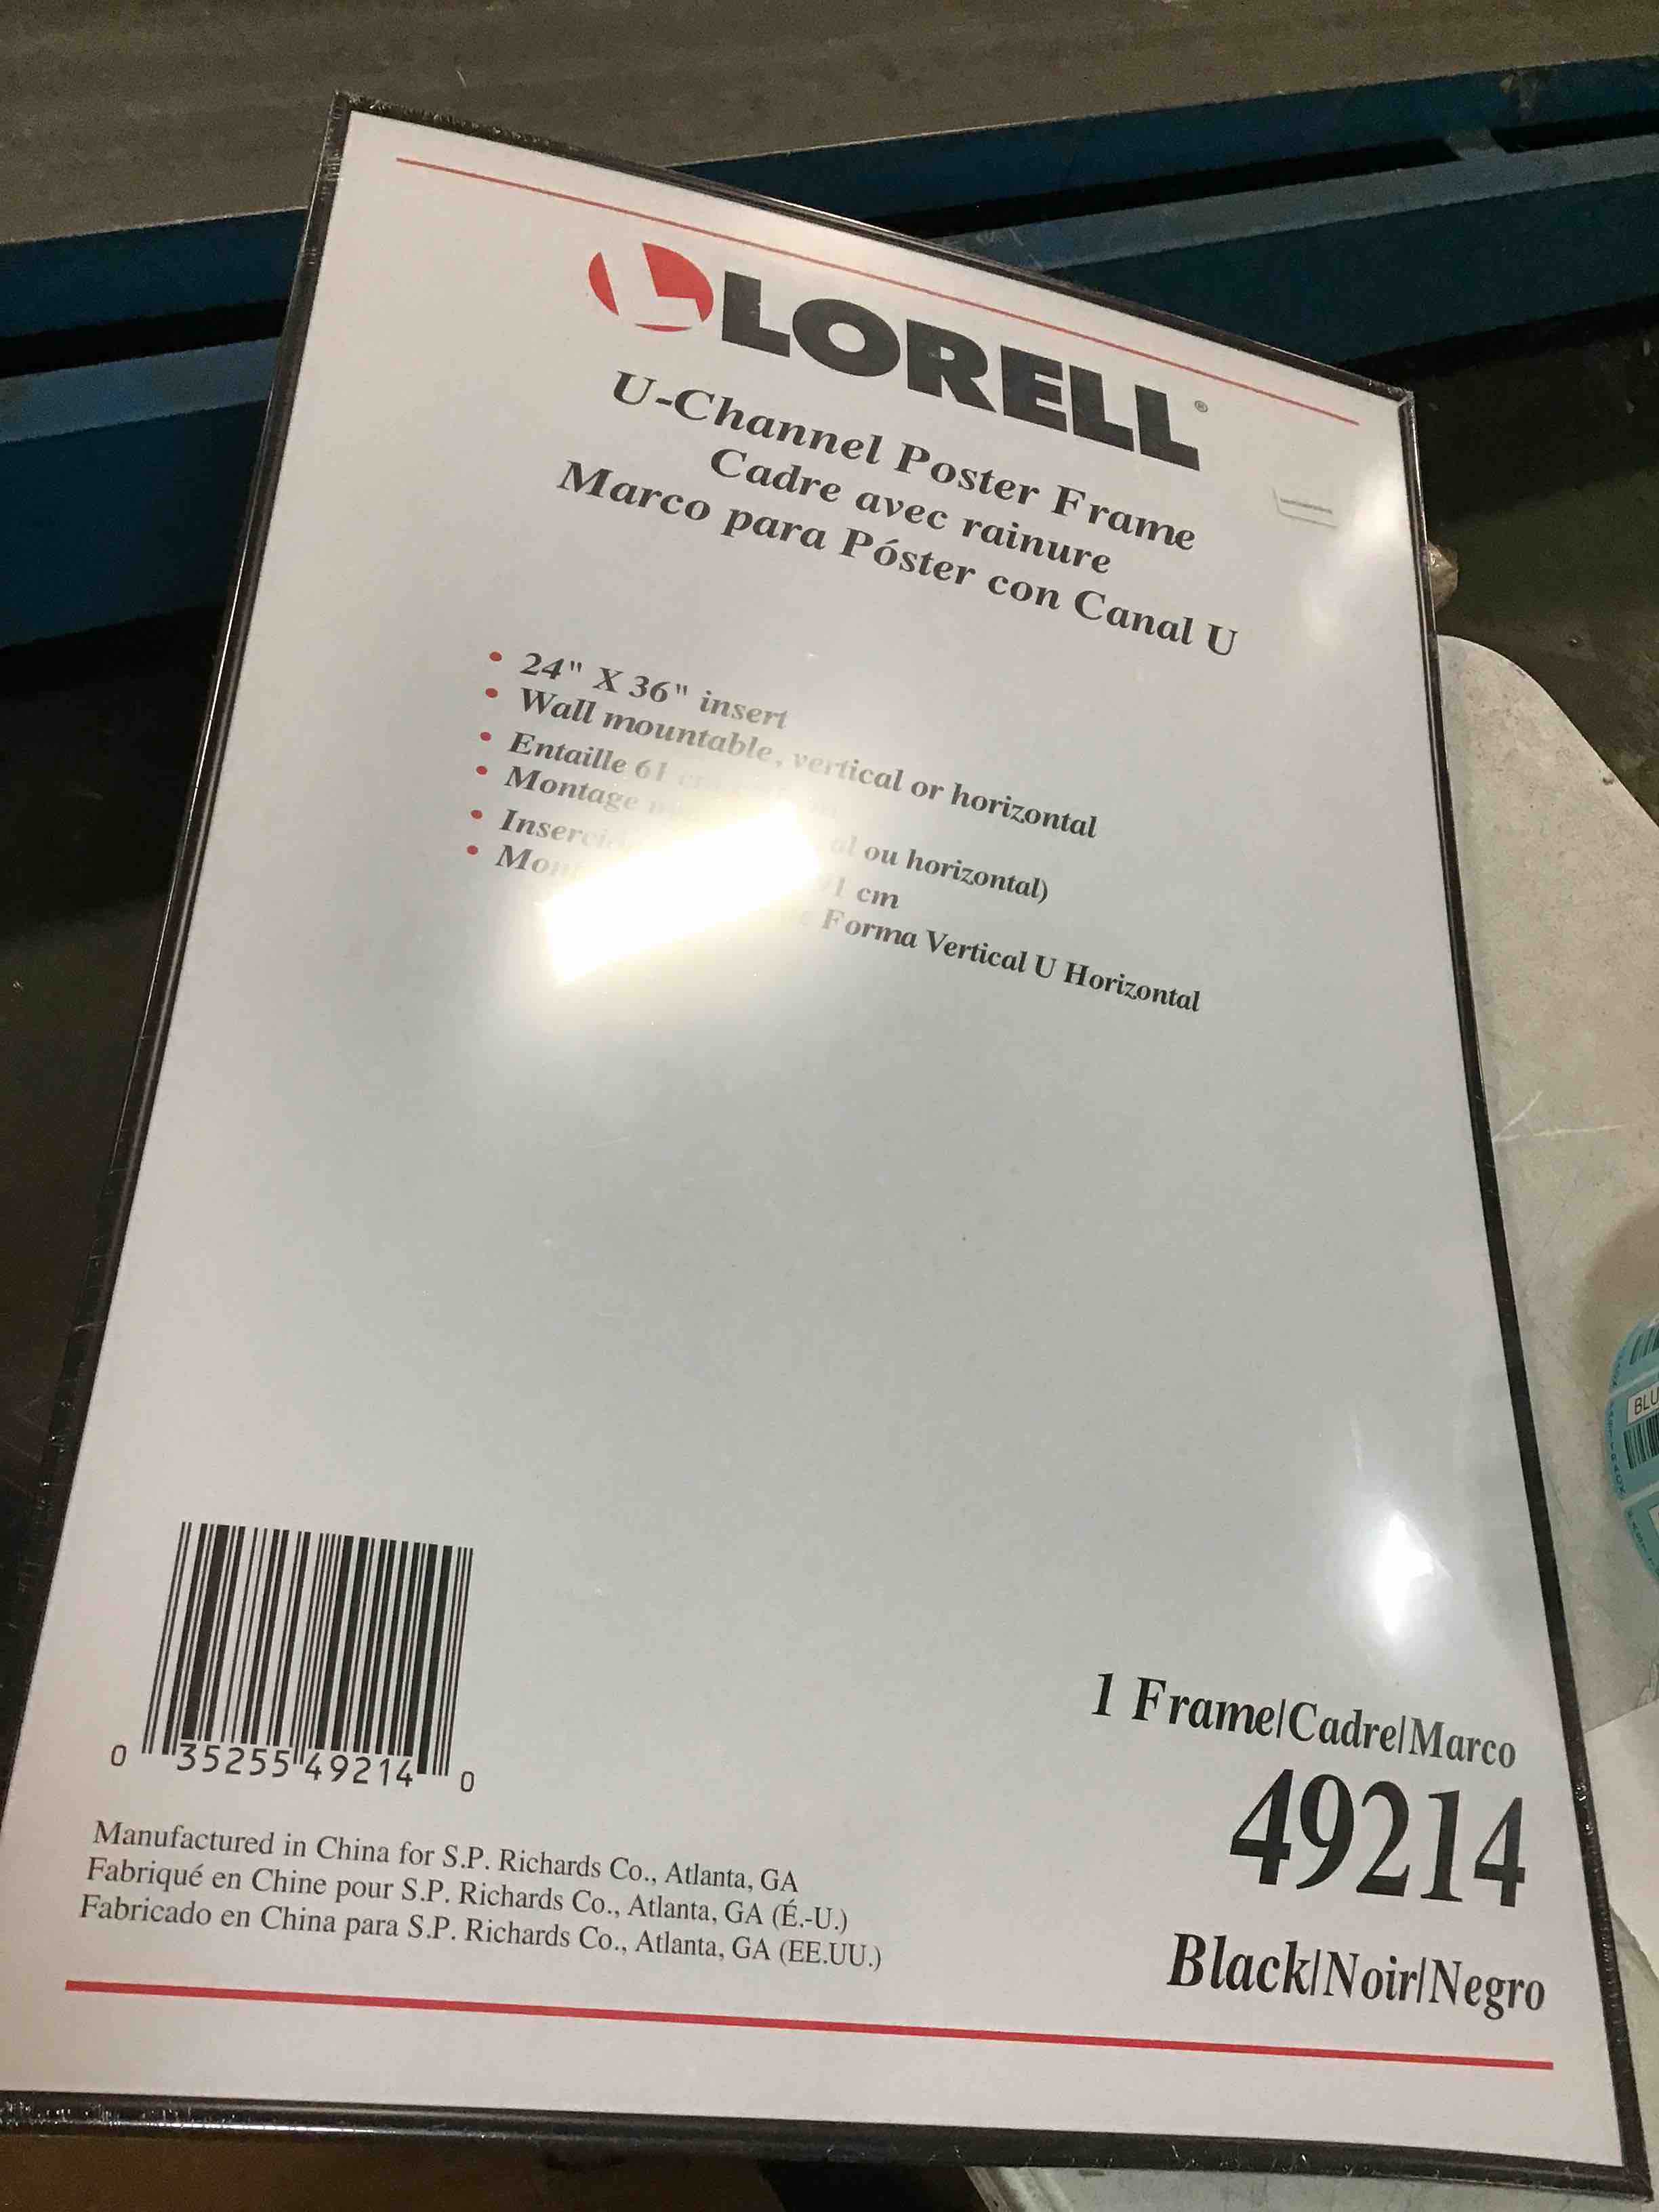 LORELL®
U-Channel Poster Frame
Cadre avec rainure
Marco para Póster con Canal U
• 24" X 36" insert
• Wall mountable, vertical or horizontal
• Entaille 61
• Montage ou horizontal)
• cm
• Forma Vertical U Horizontal
0 35255 49214 0
Manufactured in China for S.P. Richards Co., Atlanta, GA
Fabriqué en Chine pour S.P. Richards Co., Atlanta, GA (É.-U.)
Fabricado en China para S.P. Richards Co., Atlanta, GA (EE.UU.)
1 Frame|Cadre|Marco
49214
Black|Noir|Negro